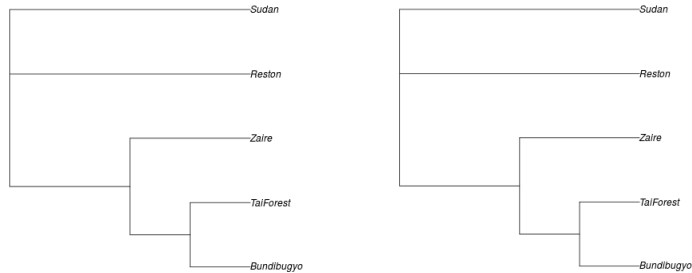 Sudan
Reston
Zaire
TaiForest
Bundibugyo
Sudan
Reston
Zaire
TaiForest
Bundibugyo